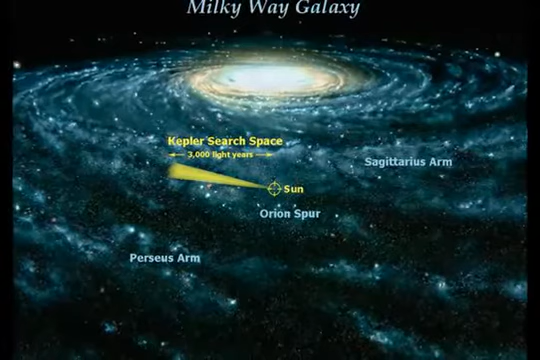 Milky Way Galaxy
Kepler Search Space
3,000 light years
Sagittarius Arm
Sun
Orion Spur
Perseus Arm